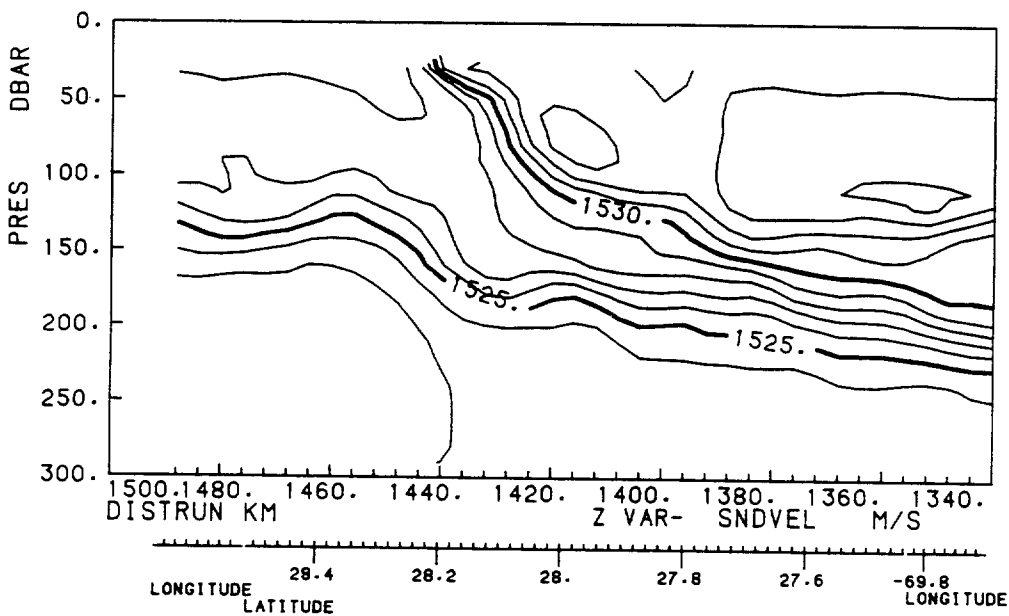 0.
50.
100.
150.
200.
250.
300.
PRES DBAR
1530.
1525.
1525.
1500. 1480. 1460. 1440. 1420. 1400. 1380. 1360. 1340.
DISTRUN KM Z VAR- SNDVEL M/S
28.4 28.2 28. 27.8 27.6 -69.8
LONGITUDE LONGITUDE
LATITUDE